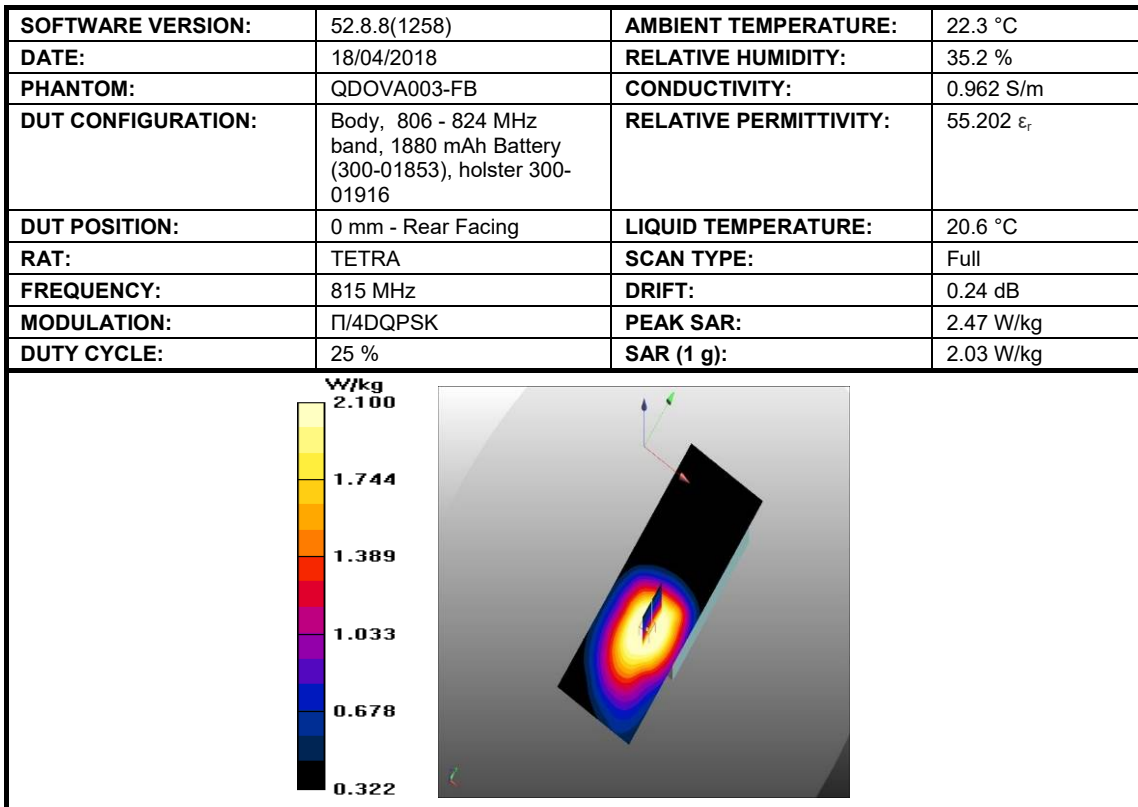 SOFTWARE VERSION: 52.8.8(1258) AMBIENT TEMPERATURE: 22.3 °C
DATE: 18/04/2018 RELATIVE HUMIDITY: 35.2 %
PHANTOM: QDOVA003-FB CONDUCTIVITY: 0.962 S/m
DUT CONFIGURATION: Body, 806 - 824 MHz RELATIVE PERMITTIVITY: 55.202 εr
band, 1880 mAh Battery
(300-01853), holster 300-
01916
DUT POSITION: 0 mm - Rear Facing LIQUID TEMPERATURE: 20.6 °C
RAT: TETRA SCAN TYPE: Full
FREQUENCY: 815 MHz DRIFT: 0.24 dB
MODULATION: Π/4DQPSK PEAK SAR: 2.47 W/kg
DUTY CYCLE: 25 % SAR (1 g): 2.03 W/kg
W/kg
2.100
1.744
1.389
1.033
0.678
0.322